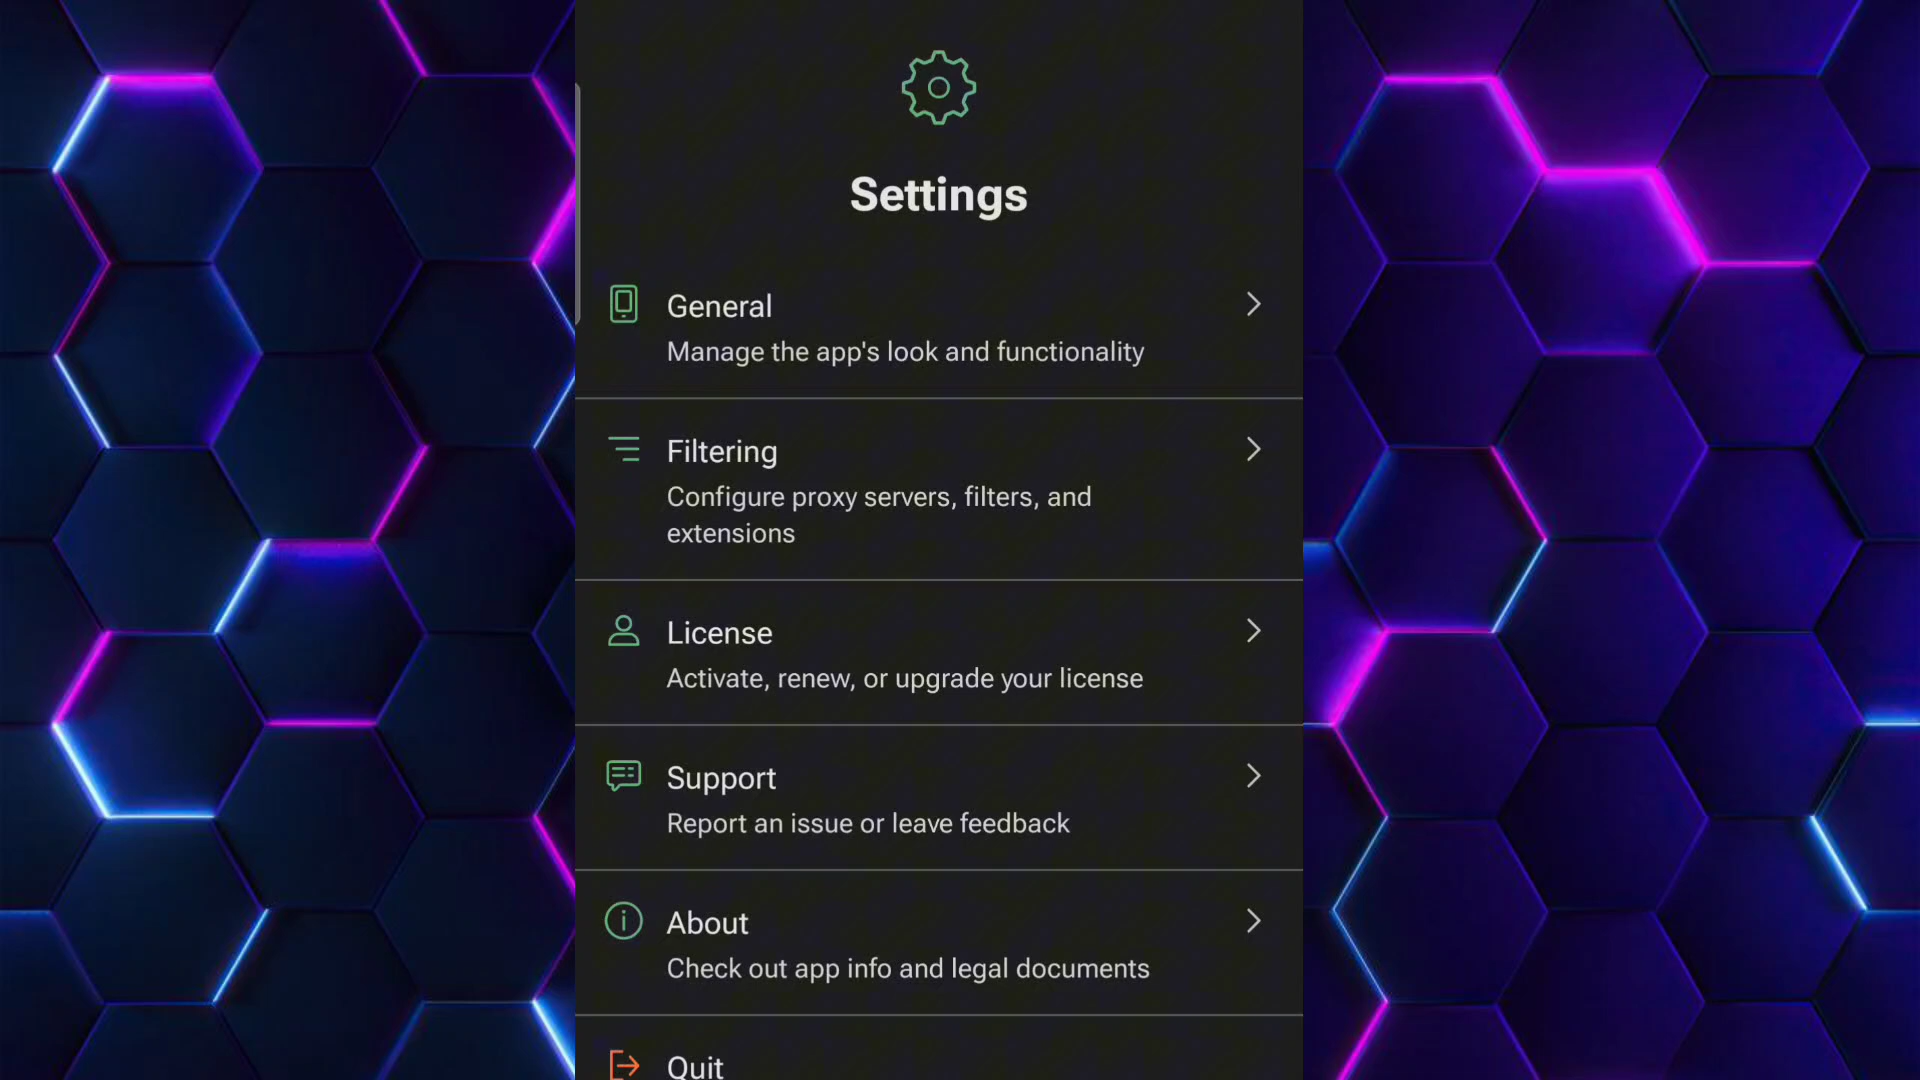 Settings
General
Manage the app's look and functionality
Filtering
Configure proxy servers, filters, and
extensions
License
Activate, renew, or upgrade your license
Support
Report an issue or leave feedback
About
Check out app info and legal documents
Quit